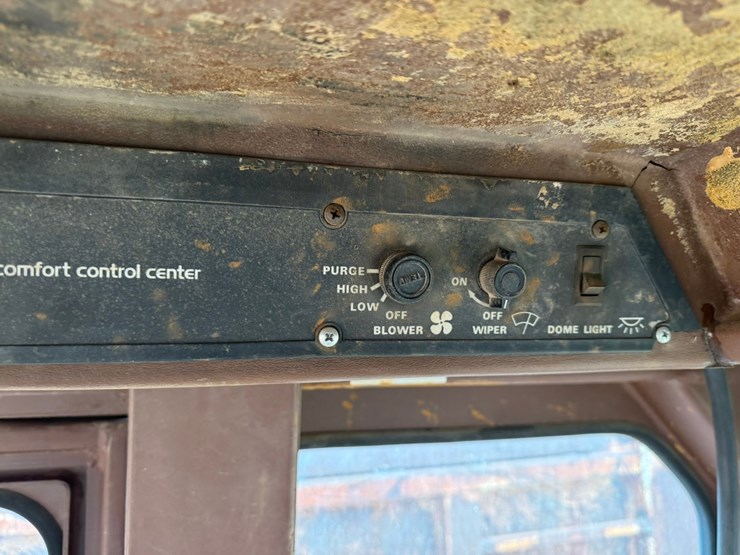 comfort control center
PURGE
HIGH
LOW
OFF
BLOWER
ON
OFF
WIPER
DOME LIGHT